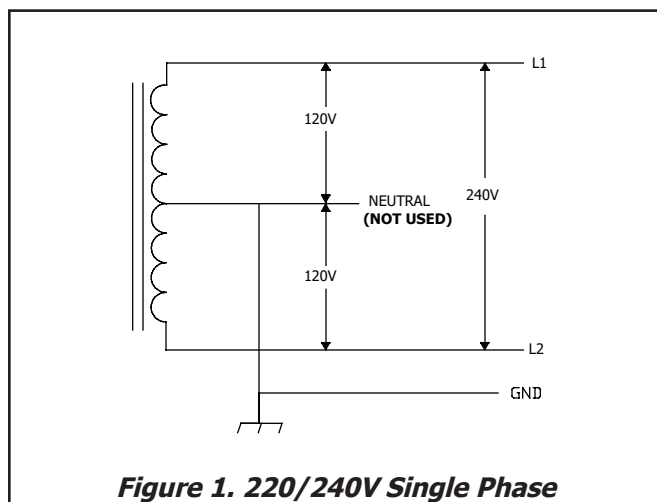 L1
120V
NEUTRAL
240V
(NOT USED)
120V
L2
GND
Figure 1. 220/240V Single Phase